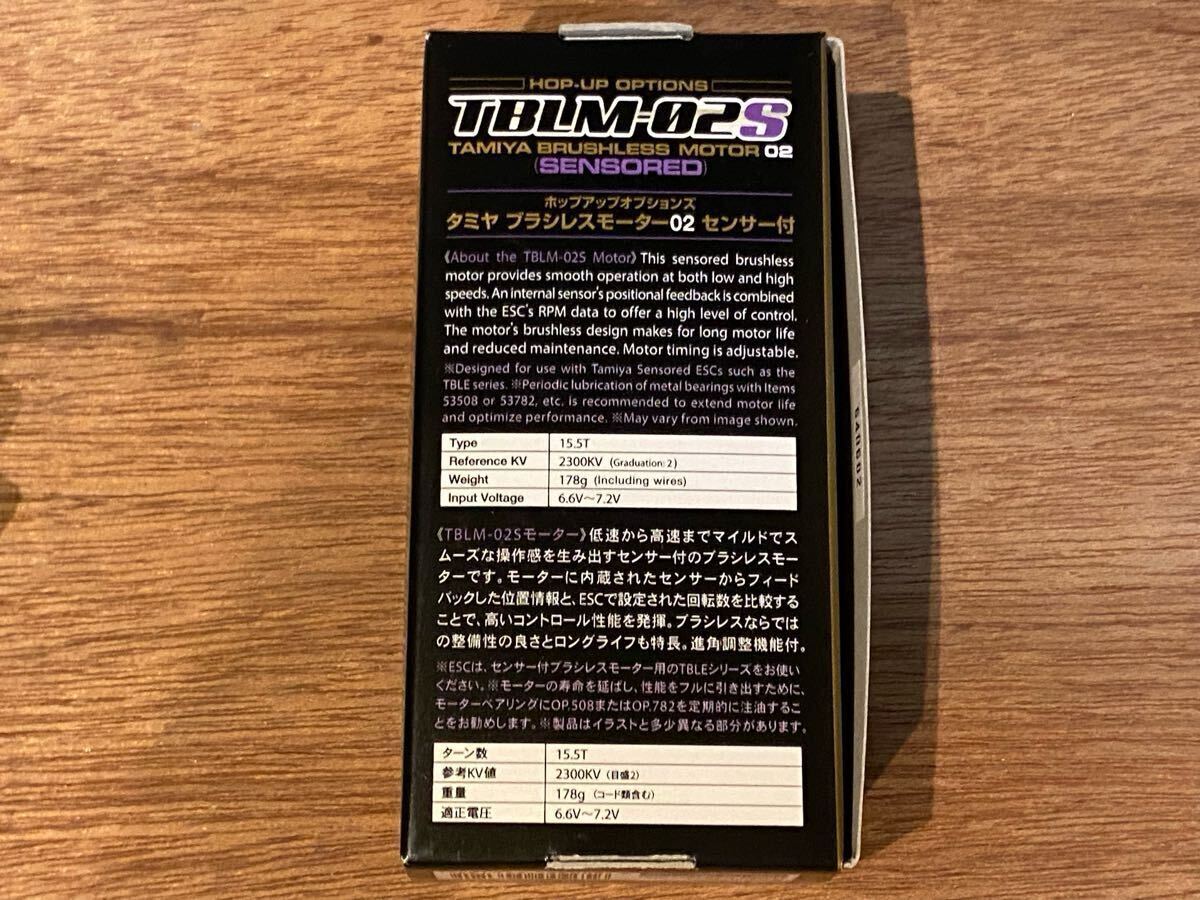 HOP-UP OPTIONS
TBLM-02S
TAMIYA BRUSHLESS MOTOR 02
(SENSORED)
ホップアップオプションズ
タミヤ ブラシレスモーター02 センサー付
《About the TBLM-02S Motor》This sensored brushless
motor provides smooth operation at both low and high
speeds. An internal sensor's positional feedback is combined
with the ESC's RPM data to offer a high level of control.
The motor's brushless design makes for long motor life
and reduced maintenance. Motor timing is adjustable.
※Designed for use with Tamiya Sensored ESCs such as the
TBLE series. ※Periodic lubrication of metal bearings with Items
53508 or 53782, etc. is recommended to extend motor life
and optimize performance. ※May vary from image shown.
Type 15.5T
Reference KV 2300KV (Graduation: 2)
Weight 178g (Including wires)
Input Voltage 6.6V～7.2V
《TBLM-02Sモーター》低速から高速までマイルドでス
ムーズな操作感を生み出すセンサー付のブラシレスモー
ターです。モーターに内蔵されたセンサーからフィード
バックした位置情報と、ESCで設定された回転数を比較する
ことで、高いコントロール性能を発揮。ブラシレスならでは
の整備性の良さとロングライフも特長。進角調整機能付。
※ESCは、センサー付ブラシレスモーター用のTBLEシリーズをお使い
ください。※モーターの寿命を延ばし、性能をフルに引き出すために、
モーターベアリングにOP.508またはOP.782を定期的に注油するこ
とをお勧めします。※製品はイラストと多少異なる部分があります。
ターン数 15.5T
参考KV値 2300KV (目盛2)
重量 178g (コード類含む)
適正電圧 6.6V～7.2V